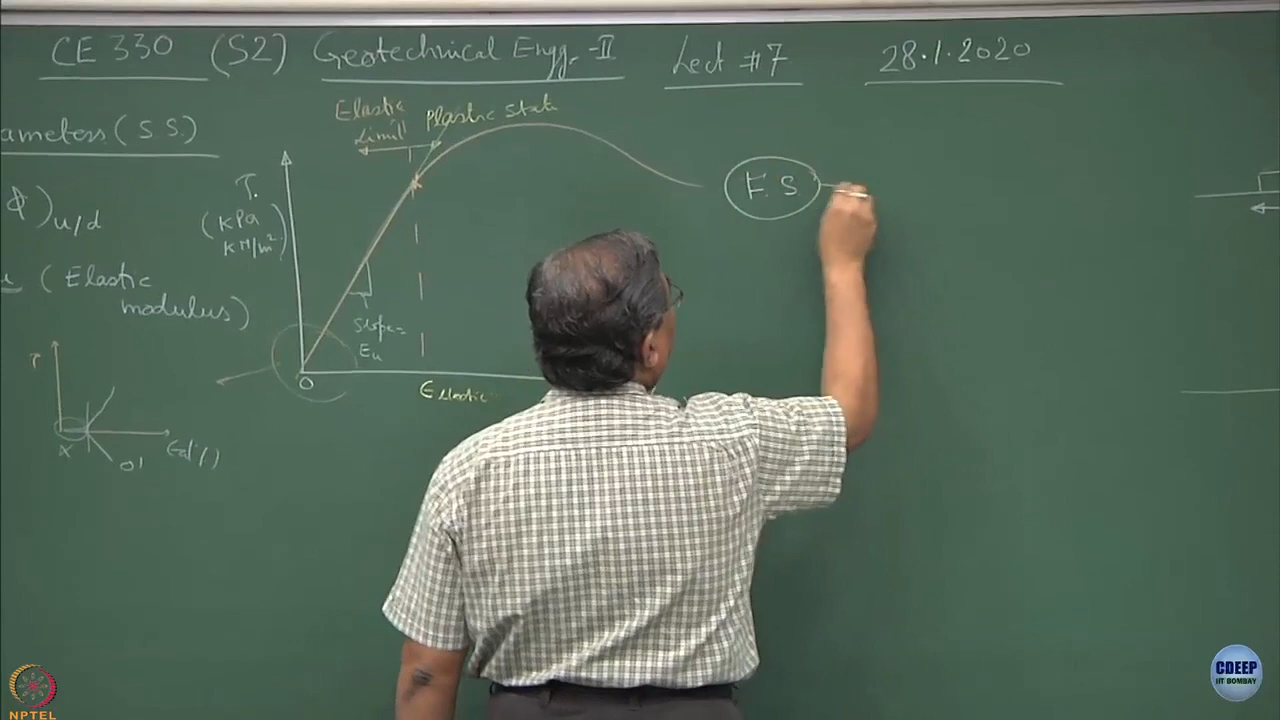 CE 330 (S2) Geotechnical Engg.-II Lect #7 28.1.2020
ameters (S S.)
ϕ)u/d
(Elastic
modulus)
τ
O1
Elastic
Limit
Plastic State
τ.
(KPa
KN/m²)
Slope=
Eu
O
F. S
NPTEL
CDEEP
IIT BOMBAY